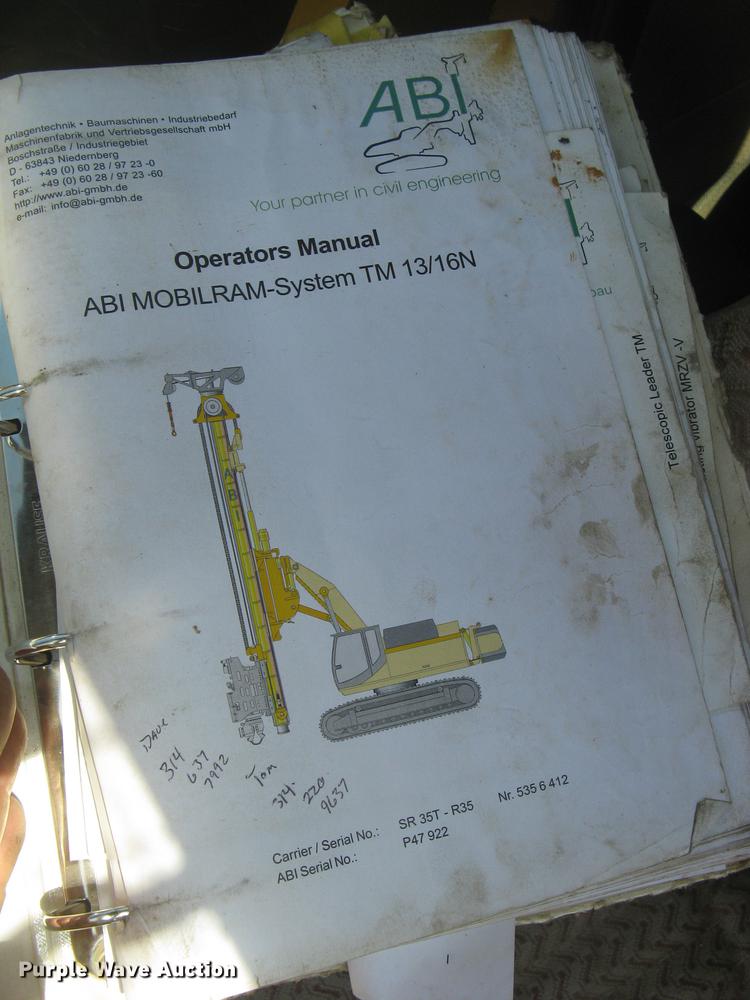 Anlagentechnik • Baumaschinen • Industriebedarf
Maschinenfabrik und Vertriebsgesellschaft mbH
Boschstraße / Industriegebiet
D - 63843 Niedernberg
Tel.: +49 (0) 60 28 / 97 23 -0
Fax: +49 (0) 60 28 / 97 23 -60
http://www.abi-gmbh.de
e-mail: info@abi-gmbh.de
ABI
Your partner in civil engineering
Operators Manual
ABI MOBILRAM-System TM 13/16N
bau
Telescopic Leader TM
vibrator MRZV -V
KRAUSE
A
B
I
Dave
314
637
7992
Tom
314.
220
9637
Carrier / Serial No.: SR 35T - R35 Nr. 535 6 412
ABI Serial No.: P47 922
1
Purple Wave Auction